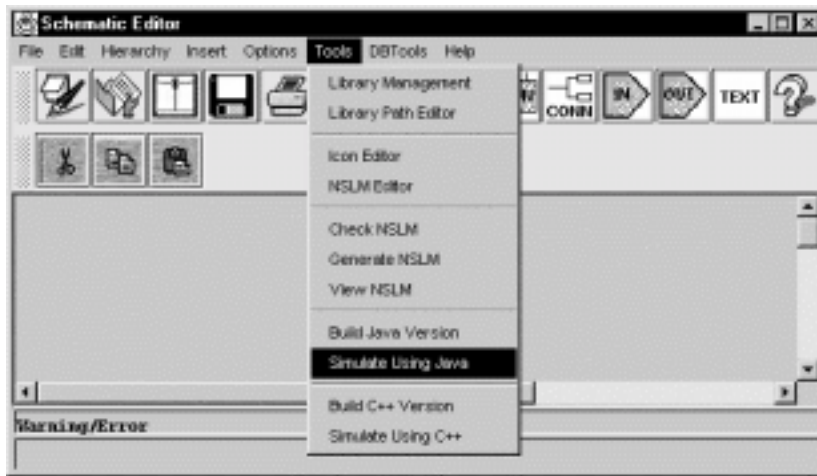 Schematic Editor
File Edit Hierarchy Insert Options Tools DBTools Help
Library Management
Library Path Editor
CONN IN OUT TEXT
Icon Editor
NSLM Editor
Check NSLM
Generate NSLM
View NSLM
Build Java Version
Simulate Using Java
Build C++ Version
Simulate Using C++
Warning/Error